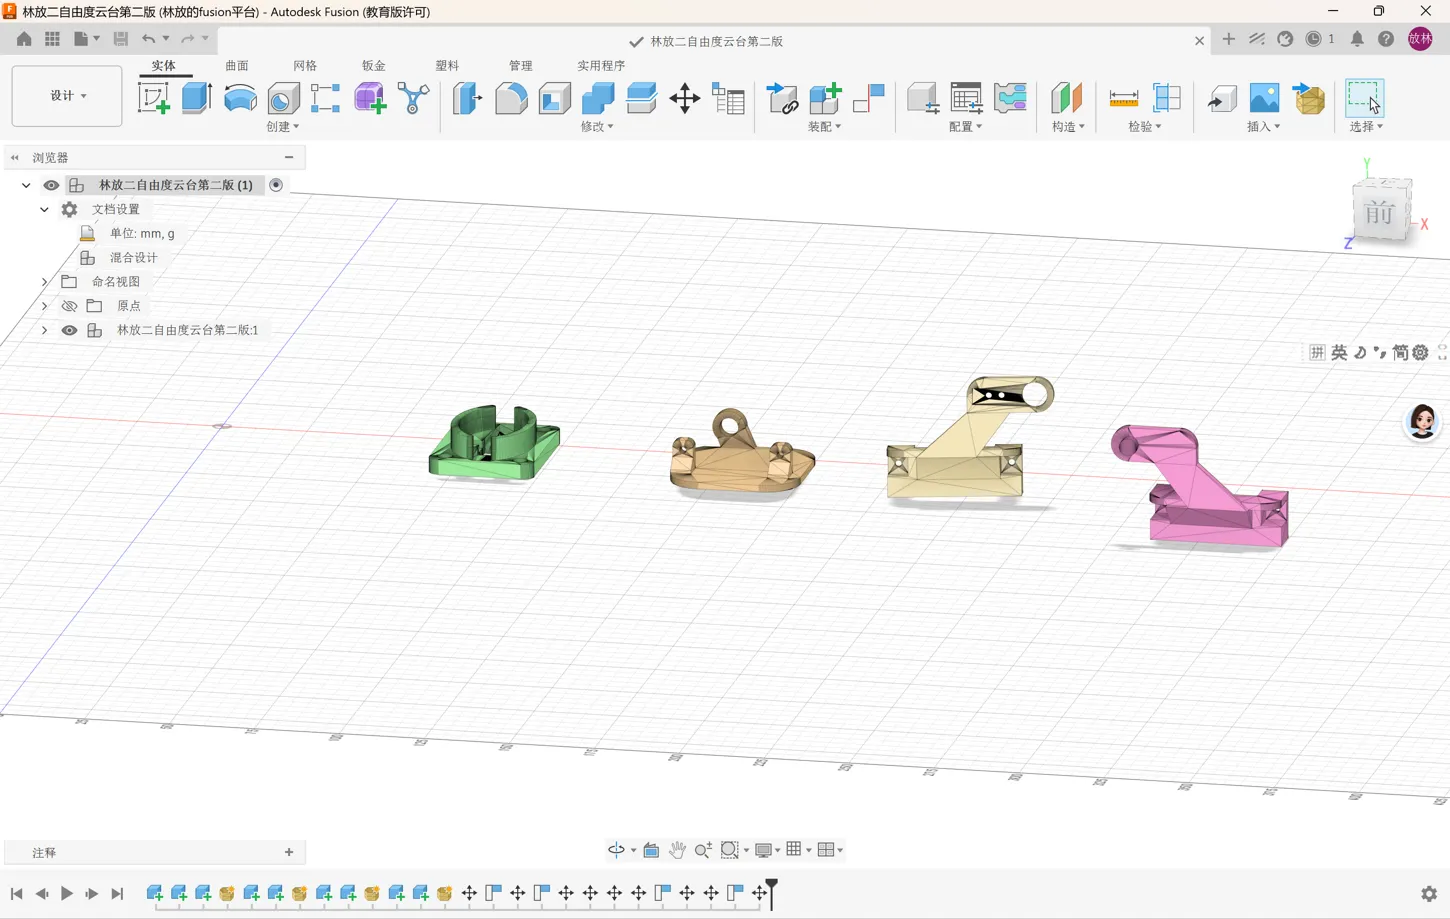 林放二自由度云台第二版 (林放的fusion平台) - Autodesk Fusion (教育版许可)
林放二自由度云台第二版
1
放林
实体 曲面 网格 钣金 塑料 管理 实用程序
设计
创建 修改 装配 配置 构造 检验 插入 选择
浏览器
林放二自由度云台第二版 (1)
文档设置
单位: mm, g
混合设计
命名视图
原点
林放二自由度云台第二版:1
Y
前
X
Z
拼 英 简
注释